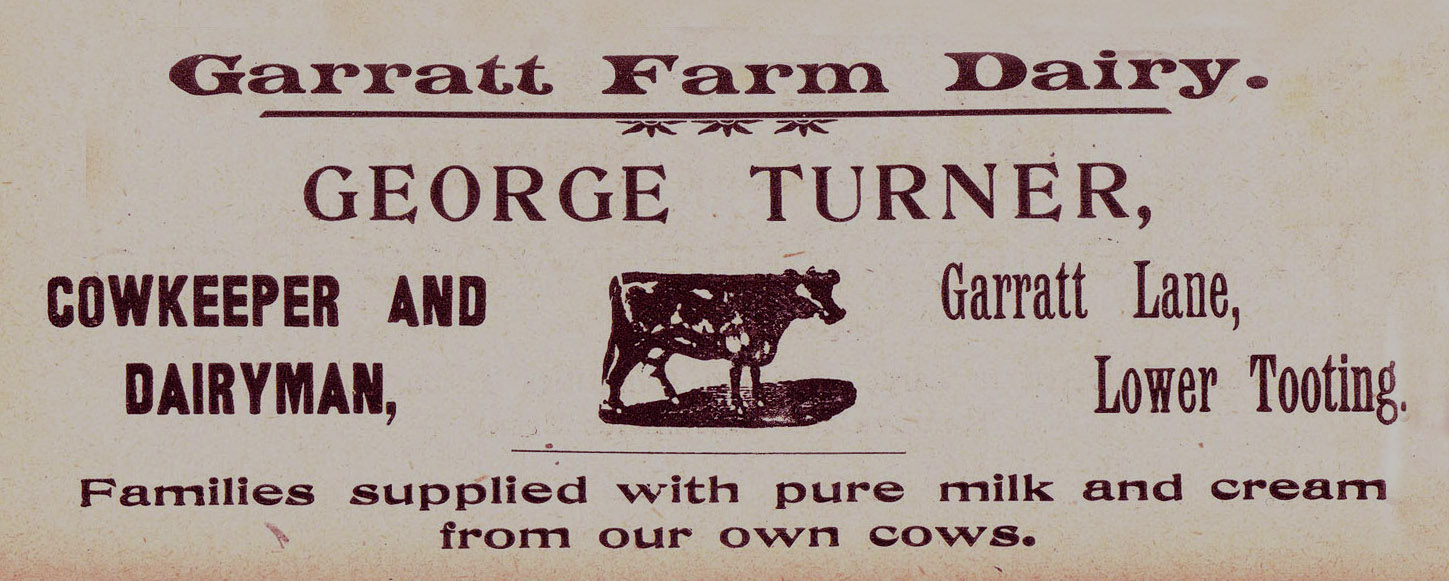 Garratt Farm Dairy.
GEORGE TURNER,
COWKEEPER AND
DAIRYMAN,
Garratt Lane,
Lower Tooting.
Families supplied with pure milk and cream
from our own cows.